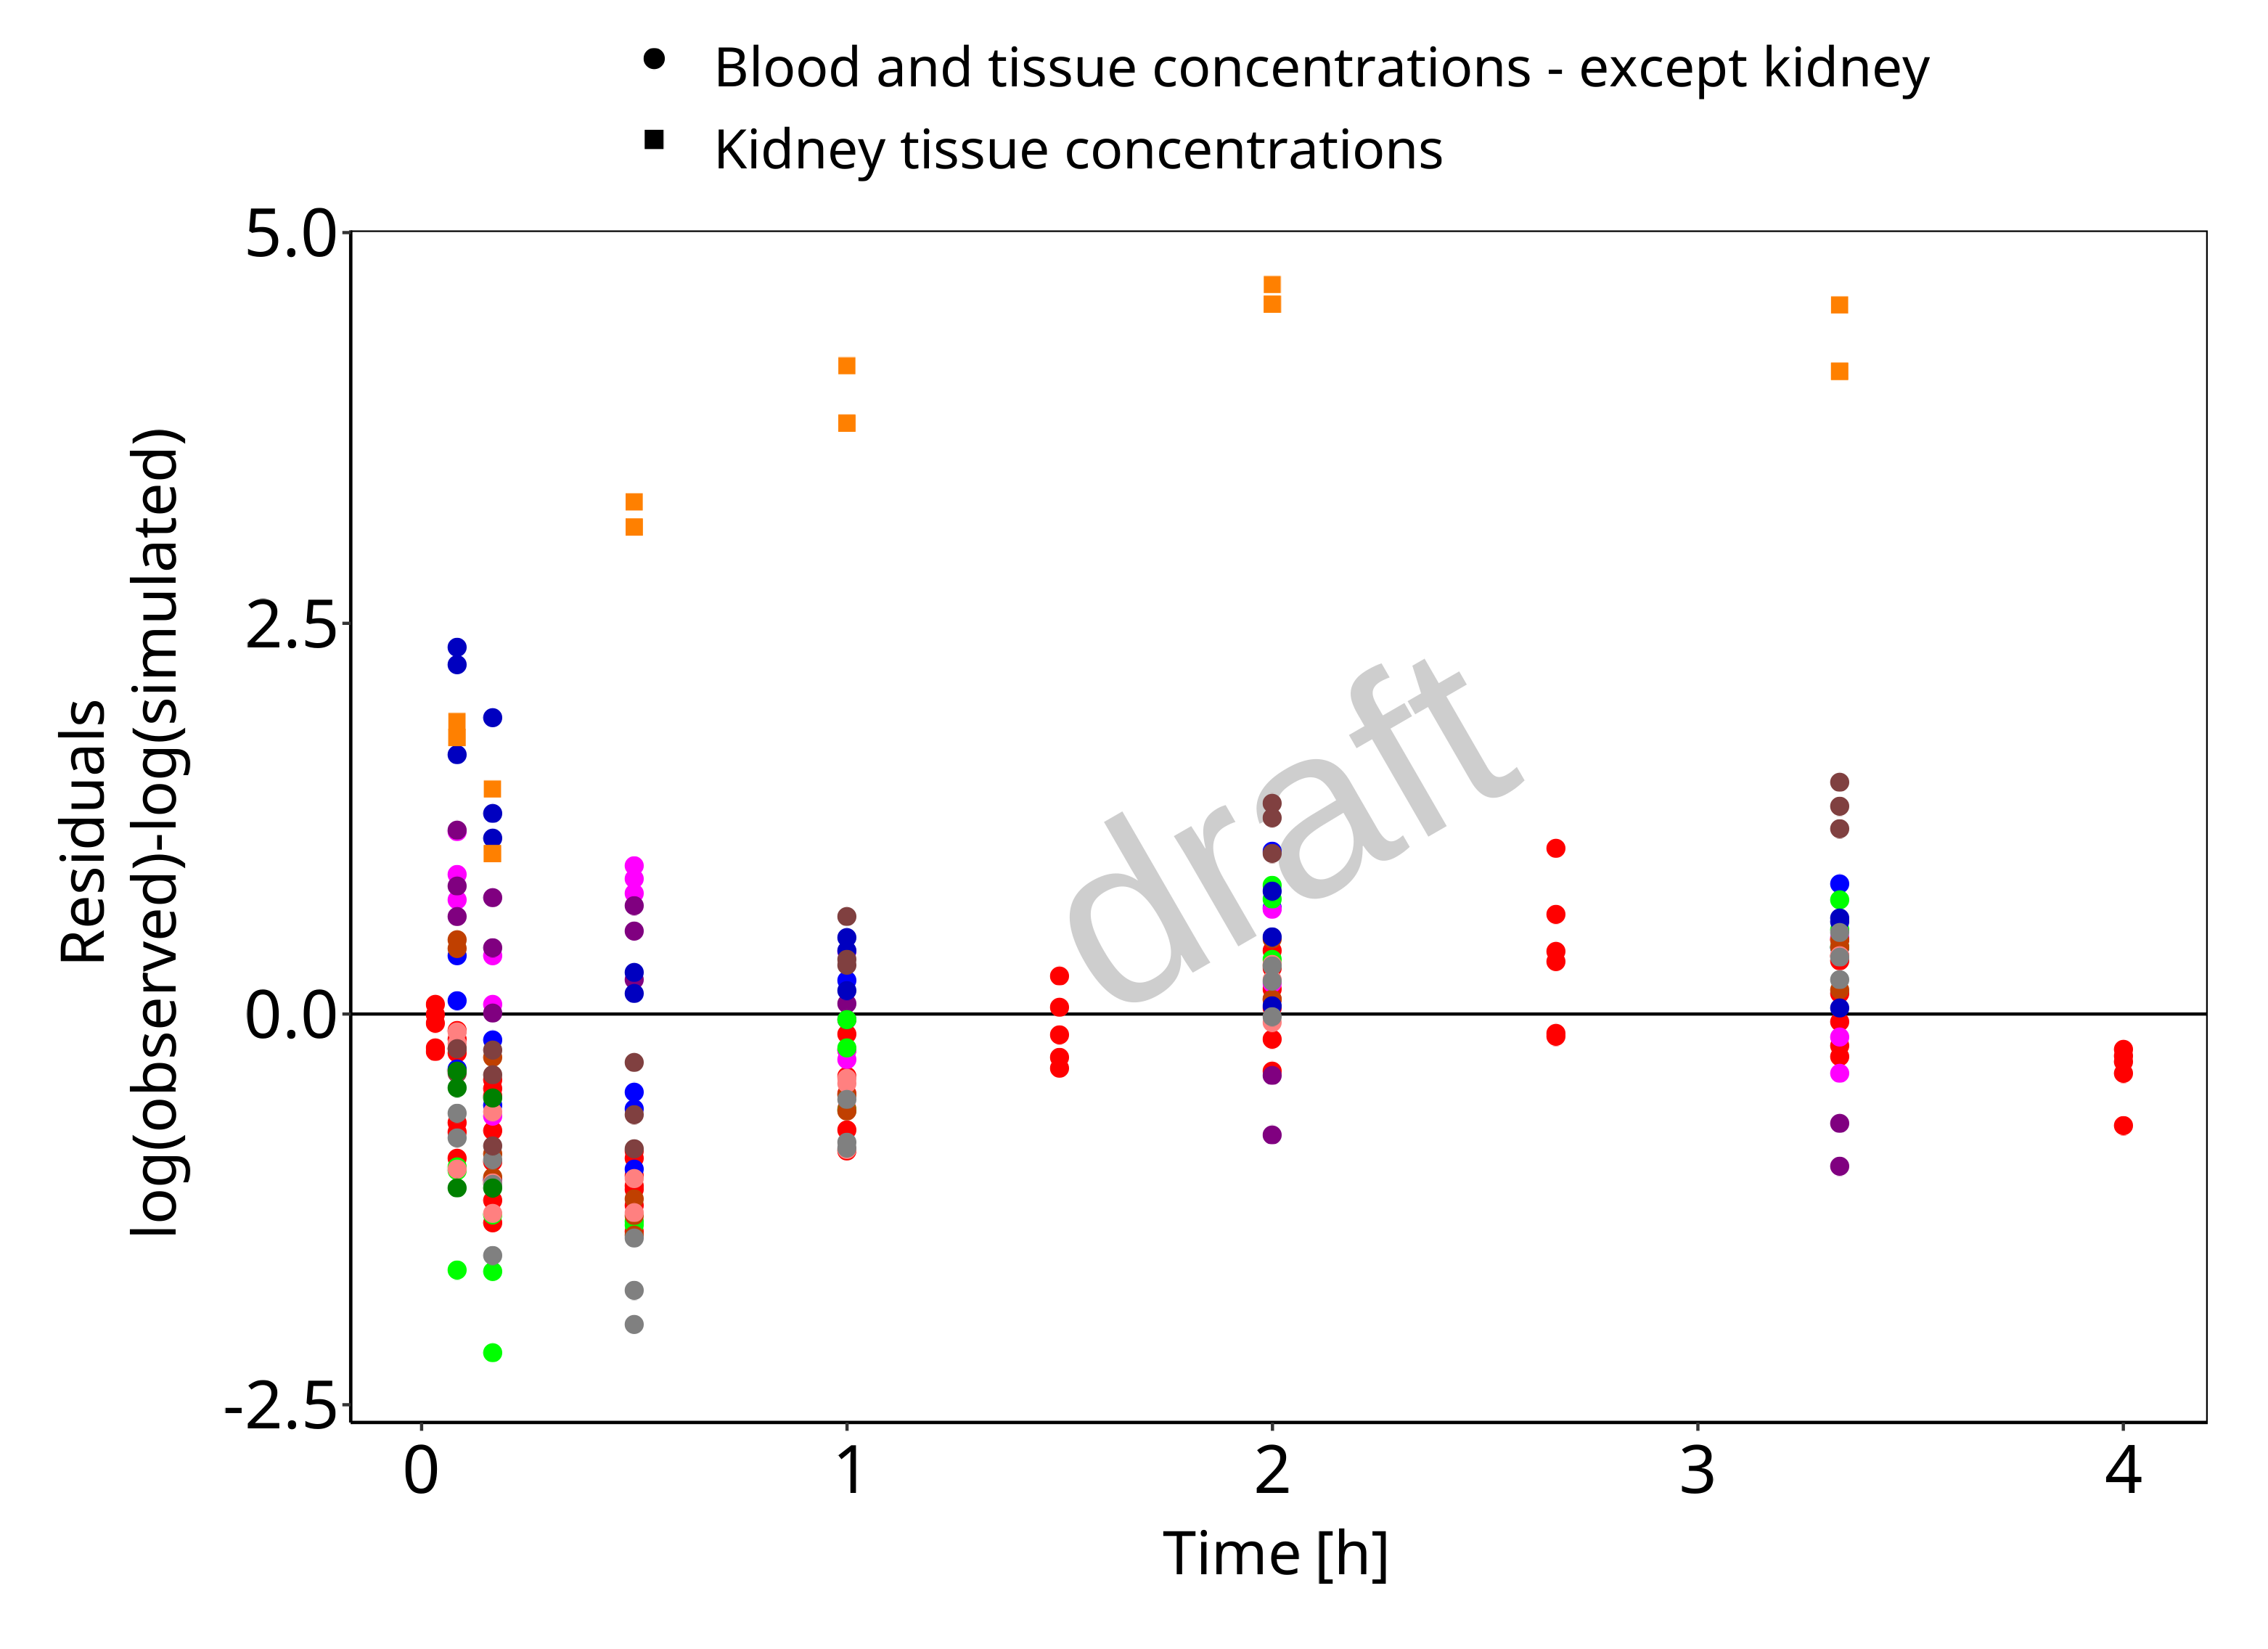 Blood and tissue concentrations - except kidney
Kidney tissue concentrations
Residuals
log(observed)-log(simulated)
5.0
2.5
0.0
-2.5
draft
0 1 2 3 4
Time [h]